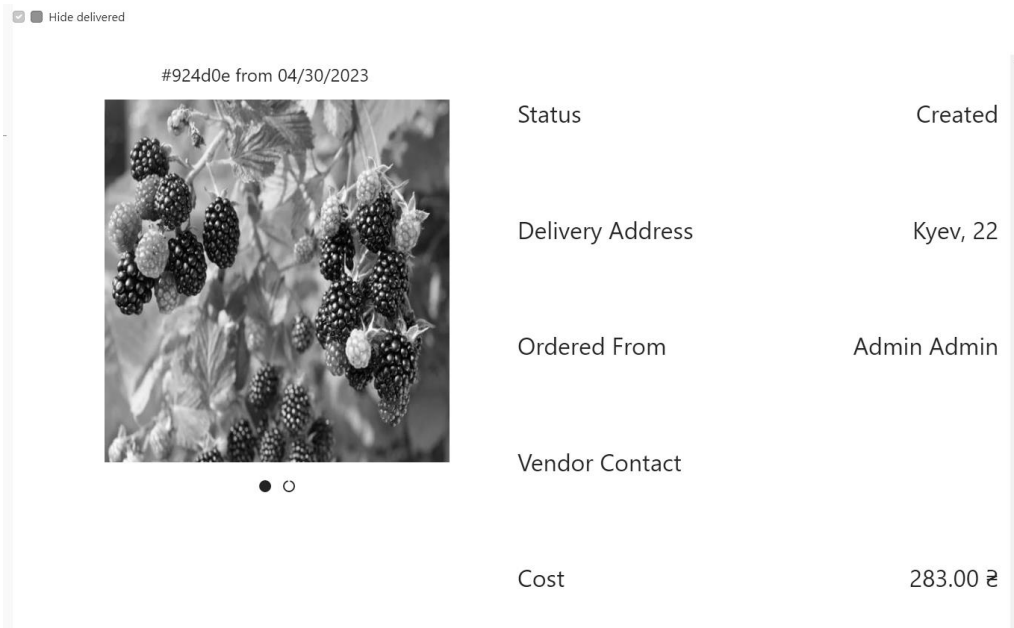 Hide delivered
#924d0e from 04/30/2023
Status Created
Delivery Address Kyev, 22
Ordered From Admin Admin
Vendor Contact
Cost 283.00 ₴